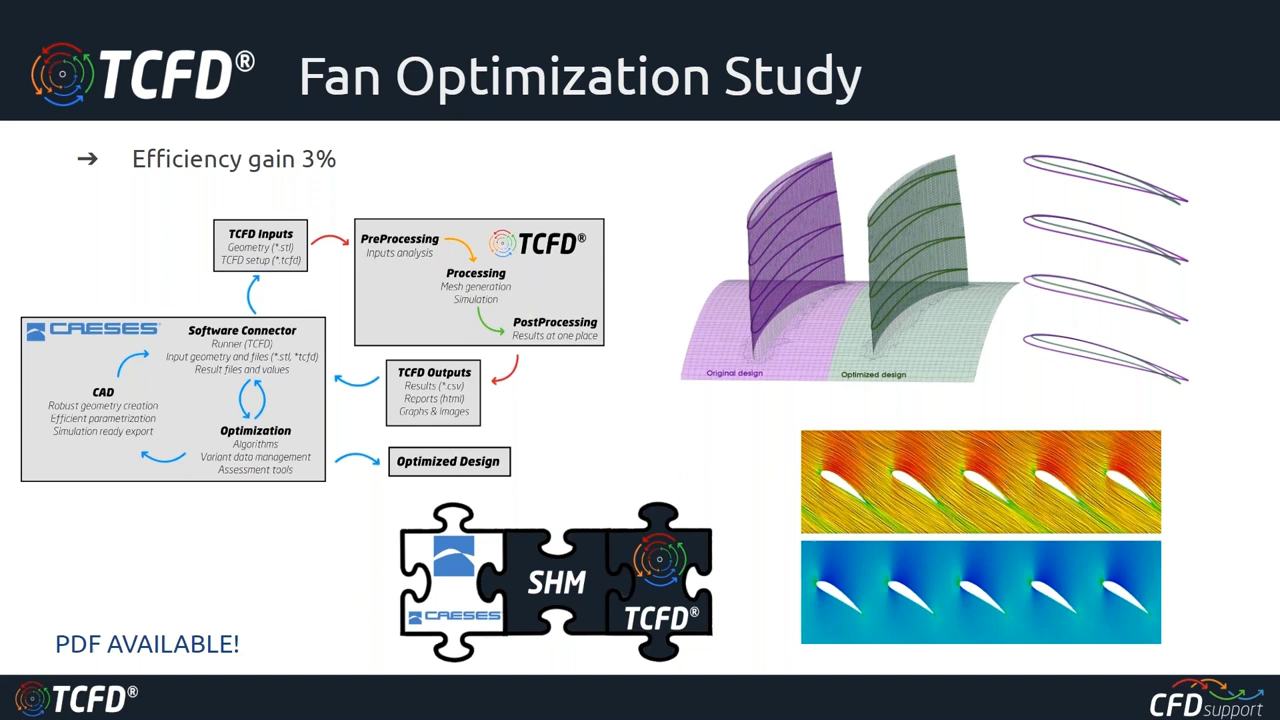 TCFD®
Fan Optimization Study
➔ Efficiency gain 3%
TCFD Inputs
Geometry (*.stl)
TCFD setup (*.tcfd)
PreProcessing
Inputs analysis
TCFD®
Processing
Mesh generation
Simulation
PostProcessing
Results at one place
CAESES®
Software Connector
Runner (TCFD)
Input geometry and files (*.stl, *tcfd)
Result files and values
CAD
Robust geometry creation
Efficient parametrization
Simulation ready export
Optimization
Algorithms
Variant data management
Assessment tools
TCFD Outputs
Results (*.csv)
Reports (html)
Graphs & Images
Optimized Design
Original design
Optimized design
CAESES
SHM
TCFD®
PDF AVAILABLE!
TCFD®
CFD support